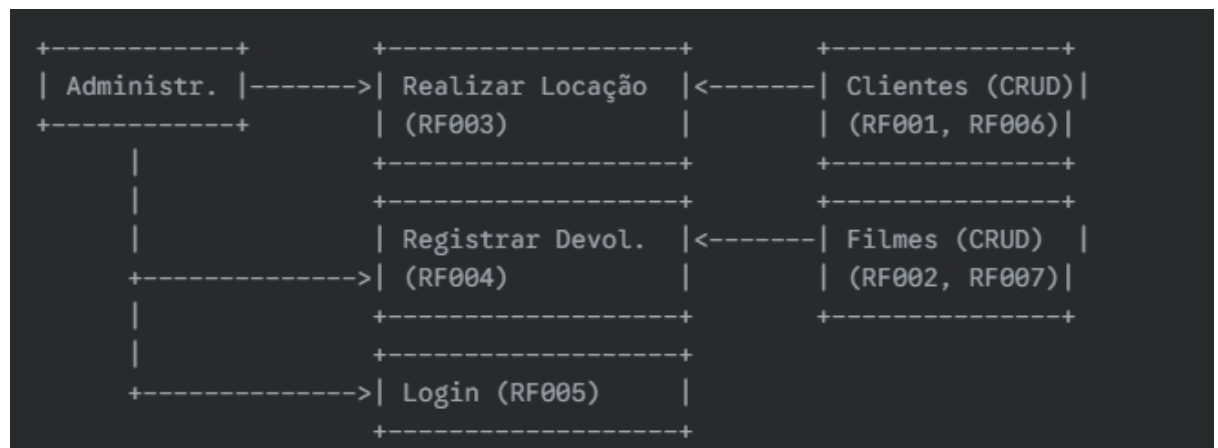 Administr.
Realizar Locação
(RF003)
Clientes (CRUD)
(RF001, RF006)
Registrar Devol.
(RF004)
Filmes (CRUD)
(RF002, RF007)
Login (RF005)